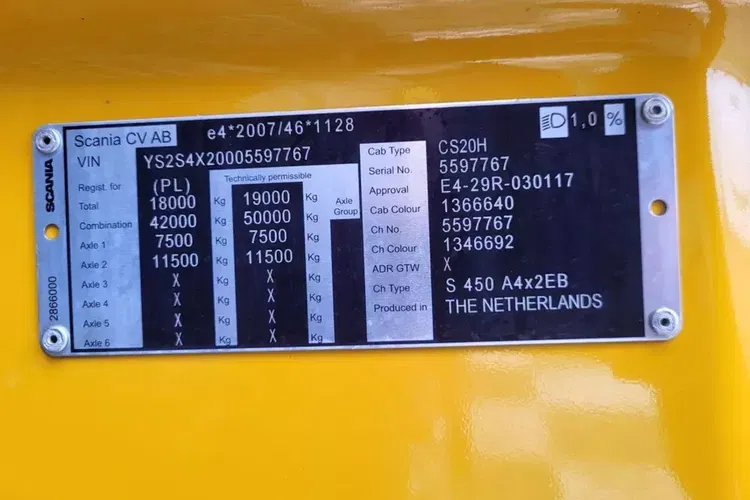 Scania CV AB e4*2007/46*1128 1,0 %
VIN YS2S4X20005597767
Regist. for (PL) Technically permissible
Total 18000 Kg 19000 Kg Axle Group
Combination 42000 Kg 50000 Kg
Axle 1 7500 Kg 7500 Kg
Axle 2 11500 Kg 11500 Kg
Axle 3 X Kg X Kg
Axle 4 X Kg X Kg
Axle 5 X Kg X Kg
Axle 6 X Kg X Kg
Cab Type CS20H
Serial No. 5597767
Approval E4-29R-030117
Cab Colour 1366640
Ch No. 5597767
Ch Colour 1346692
ADR GTW X
Ch Type S 450 A4x2EB
Produced in THE NETHERLANDS
SCANIA
2866000